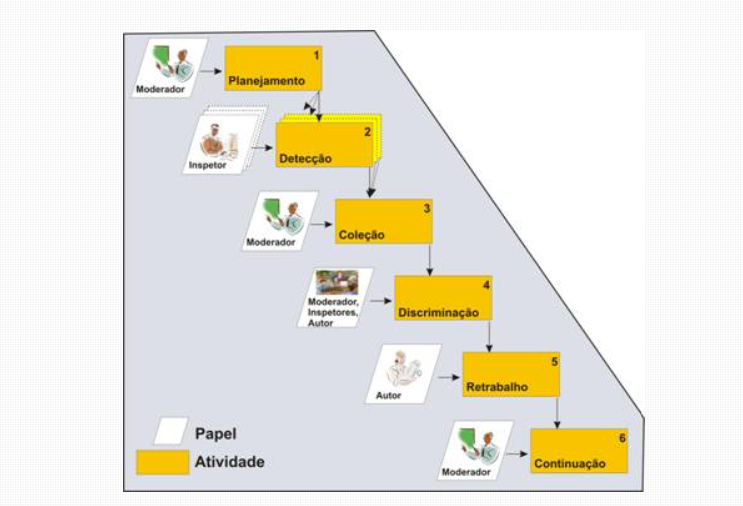 1
Planejamento
Moderador
2
Detecção
Inspetor
3
Coleção
Moderador
4
Discriminação
Moderador,
Inspetores,
Autor
5
Retrabalho
Autor
6
Continuação
Moderador
Papel
Atividade